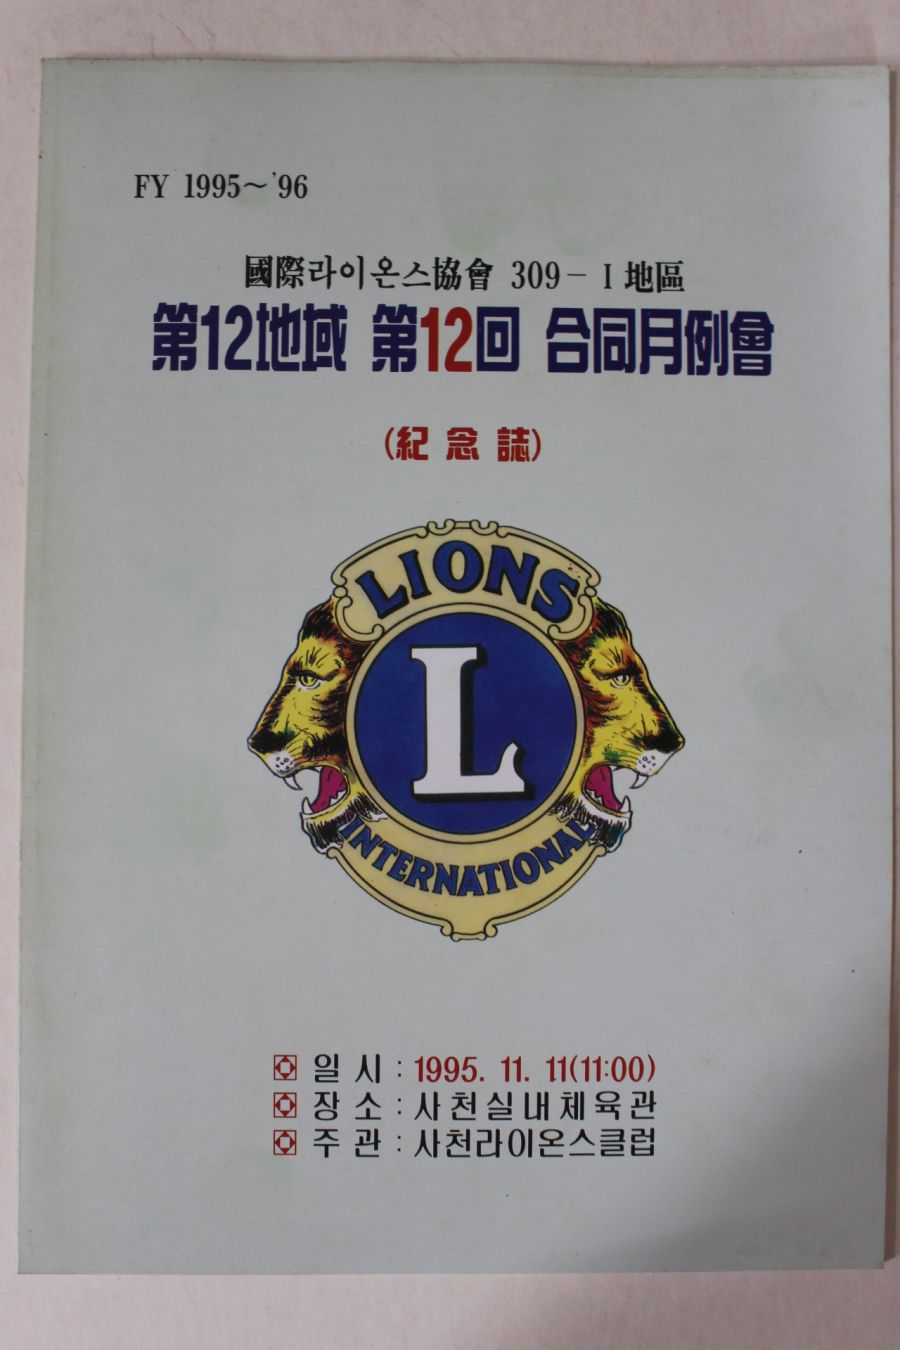 FY 1995~'96
國際라이온스協會 309-I 地區
第12地域 第12回 合同月例會
(紀念誌)
LIONS
L
INTERNATIONAL
일 시 : 1995. 11. 11(11:00)
장 소 : 사천실내체육관
주 관 : 사천라이온스클럽